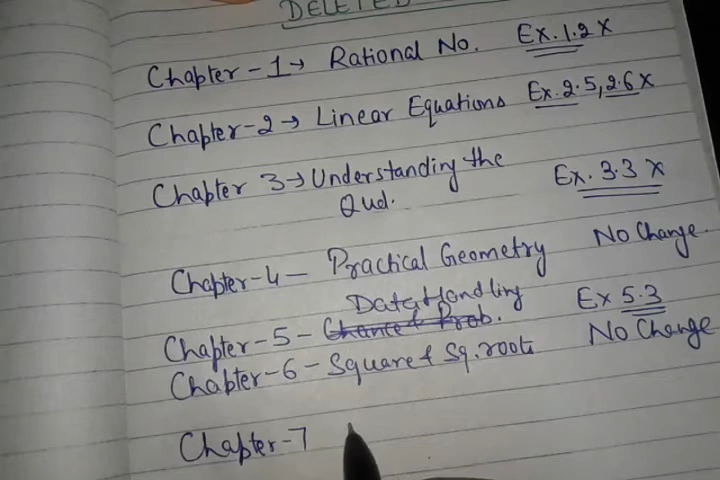 DELETED
Chapter-1→ Rational No. Ex.1.2 X
Chapter-2→ Linear Equations Ex.2.5, 2.6 X
Chapter 3→ Understanding the Ex. 3.3 X
Qud.
Chapter-4 - Practical Geometry No Change.
Data Handling
Chapter-5 - Chance & Prob. Ex 5.3
Chapter-6 - Square & Sq. roots No Change
Chapter-7